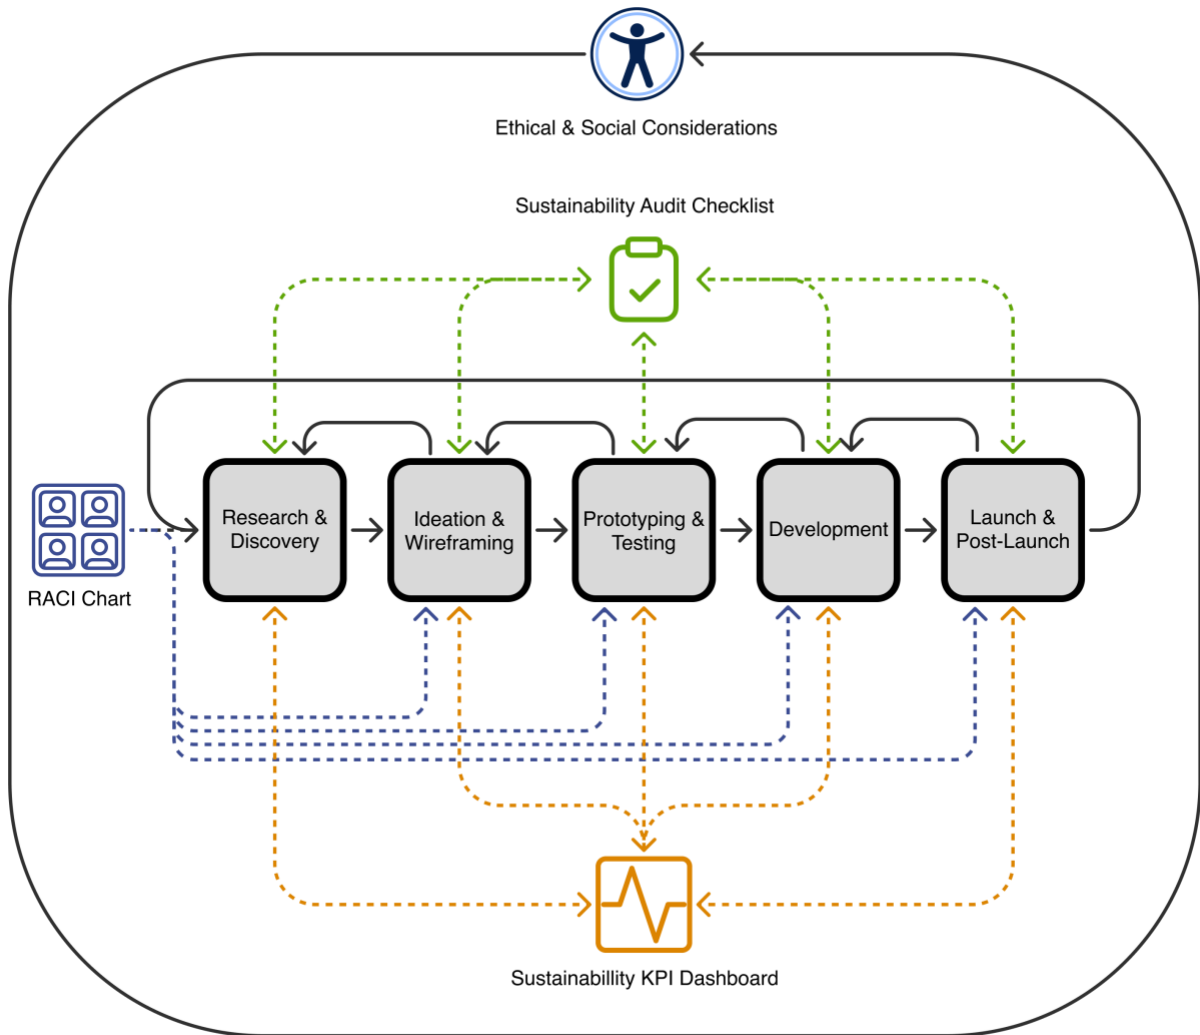 Ethical & Social Considerations
Sustainability Audit Checklist
Research &
Discovery
Ideation &
Wireframing
Prototyping &
Testing
Development
Launch &
Post-Launch
RACI Chart
Sustainabillity KPI Dashboard